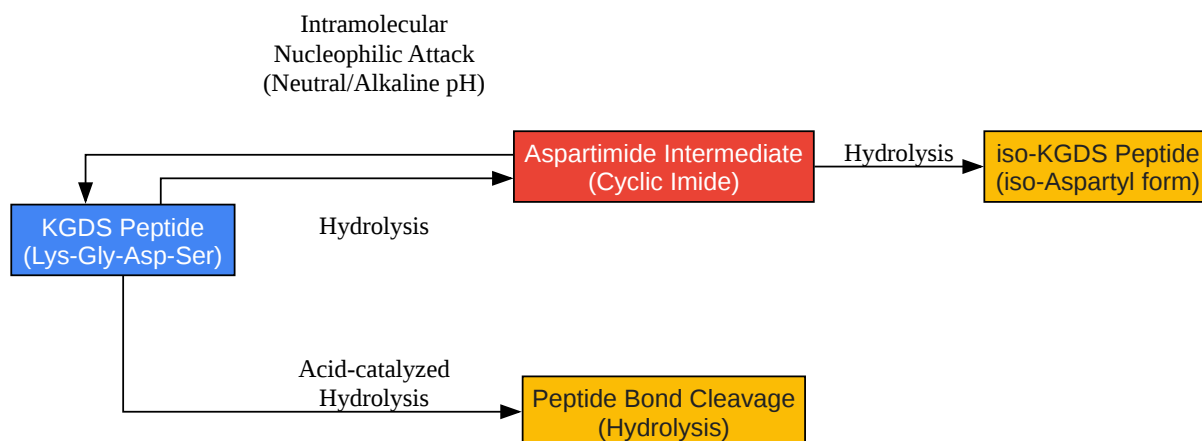 Intramolecular
Nucleophilic Attack
(Neutral/Alkaline pH)
Aspartimide Intermediate
(Cyclic Imide)
Hydrolysis
iso-KGDS Peptide
(iso-Aspartyl form)
KGDS Peptide
(Lys-Gly-Asp-Ser)
Hydrolysis
Acid-catalyzed
Hydrolysis
Peptide Bond Cleavage
(Hydrolysis)